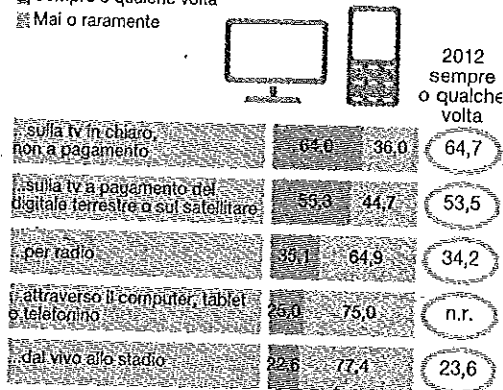 Sempre o qualche volta
Mai o raramente
2012
sempre
o qualche
volta
...sulla tv in chiaro,
non a pagamento
64,0 36,0 64,7
...sulla tv a pagamento del
digitale terrestre o sul satellitare
55,3 44,7 53,5
...per radio
35,1 64,9 34,2
...attraverso il computer, tablet
o telefonino
25,0 75,0 n.r.
...dal vivo allo stadio
22,6 77,4 23,6